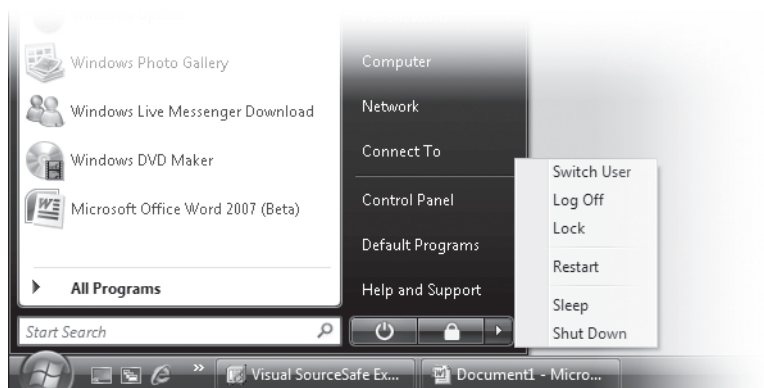 Windows Photo Gallery
Windows Live Messenger Download
Windows DVD Maker
Microsoft Office Word 2007 (Beta)
All Programs
Start Search
Computer
Network
Connect To
Control Panel
Default Programs
Help and Support
Switch User
Log Off
Lock
Restart
Sleep
Shut Down
» Visual SourceSafe Ex... Document1 - Micro...